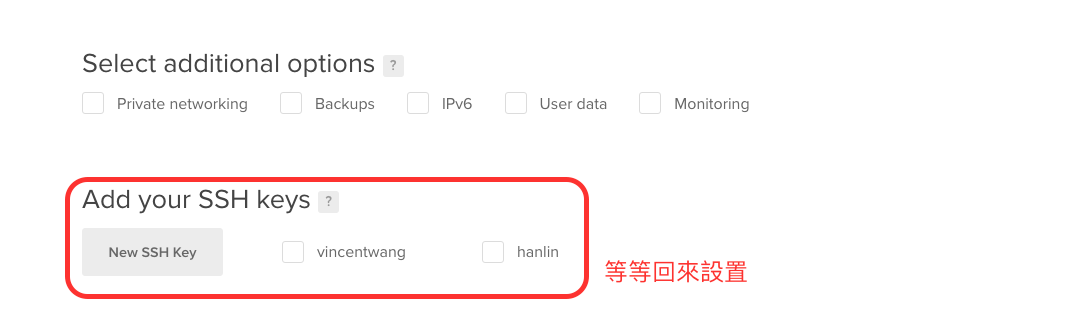 Select additional options ?
Private networking Backups IPv6 User data Monitoring
Add your SSH keys ?
New SSH Key vincentwang hanlin
等等回來設置